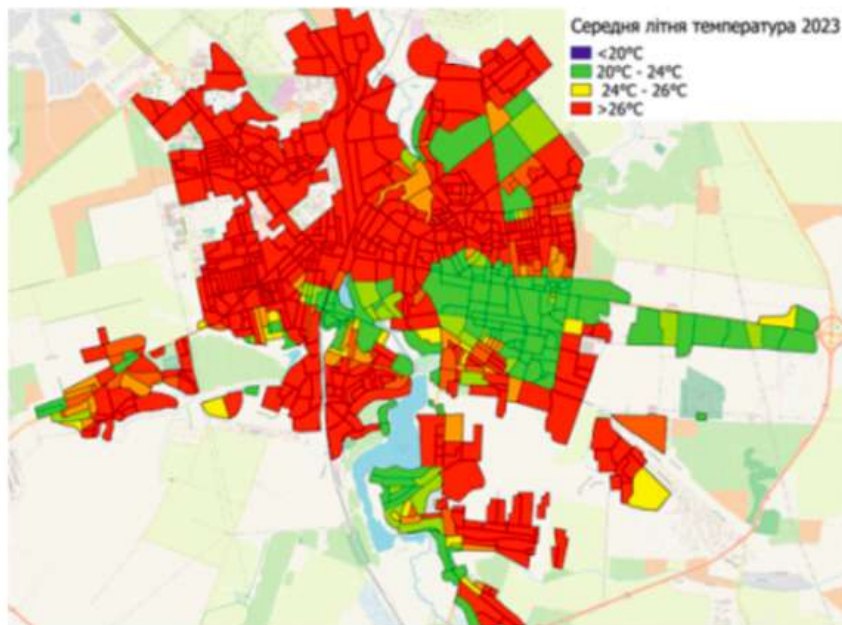 Середня літня температура 2023
<20°C
20°C - 24°C
24°C - 26°C
>26°C